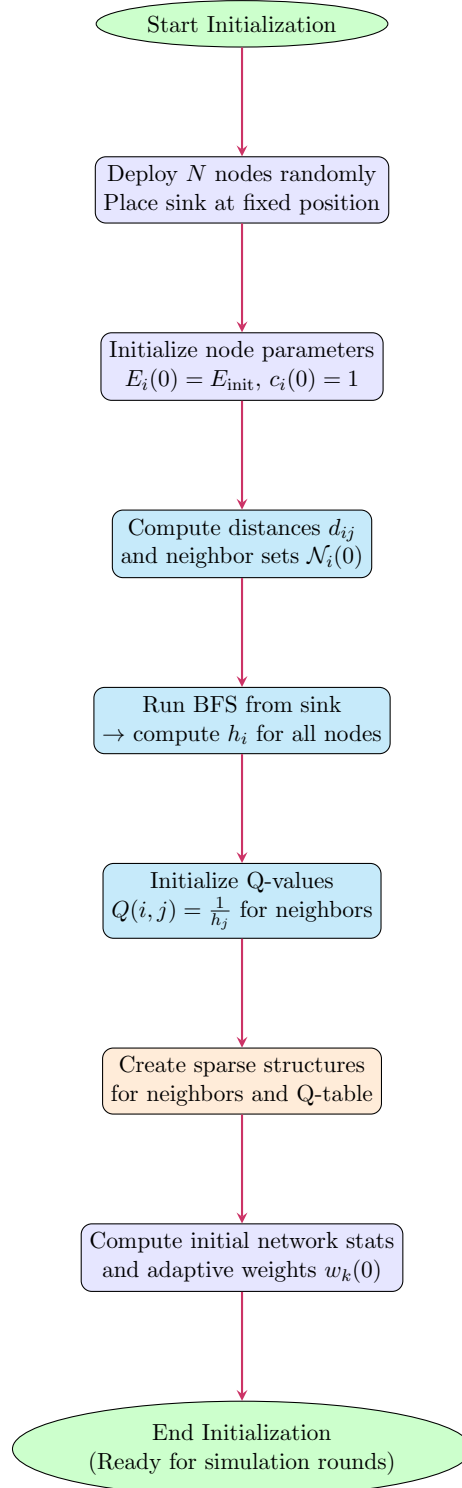 Start Initialization
Deploy N nodes randomly
Place sink at fixed position
Initialize node parameters
E_i(0) = E_init, c_i(0) = 1
Compute distances d_ij
and neighbor sets 𝒩_i(0)
Run BFS from sink
→ compute h_i for all nodes
Initialize Q-values
Q(i, j) = 1/h_j for neighbors
Create sparse structures
for neighbors and Q-table
Compute initial network stats
and adaptive weights w_k(0)
End Initialization
(Ready for simulation rounds)